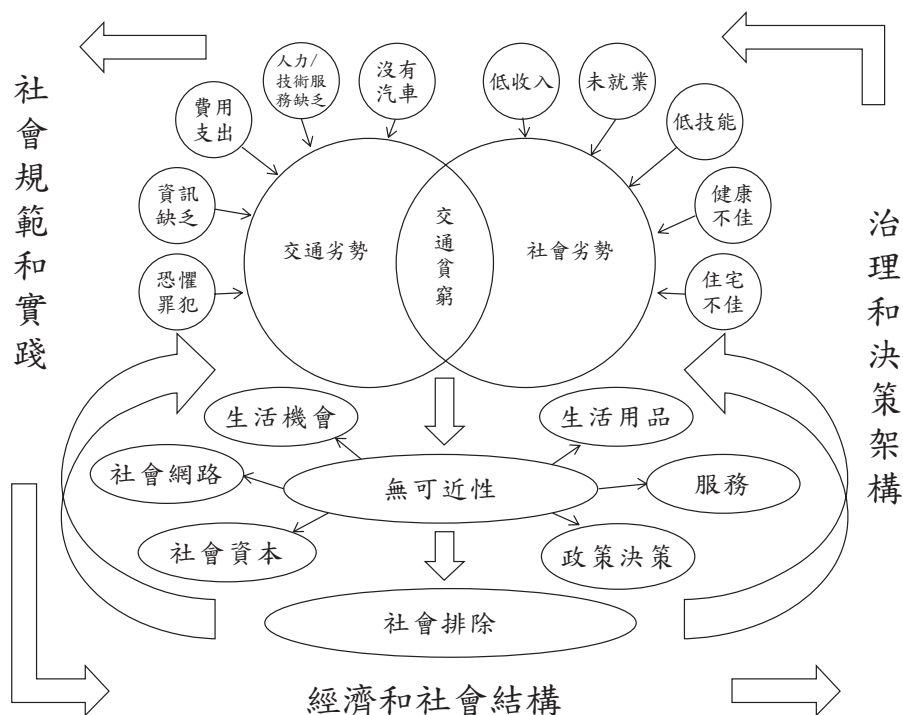 社會規範和實踐
人力/
技術服
務缺乏
沒有
汽車
費用
支出
資訊
缺乏
恐懼
罪犯
低收入
未就業
低技能
健康
不佳
住宅
不佳
交通劣勢
交通貧窮
社會劣勢
治理和決策架構
生活機會
生活用品
社會網路
無可近性
服務
社會資本
政策決策
社會排除
經濟和社會結構